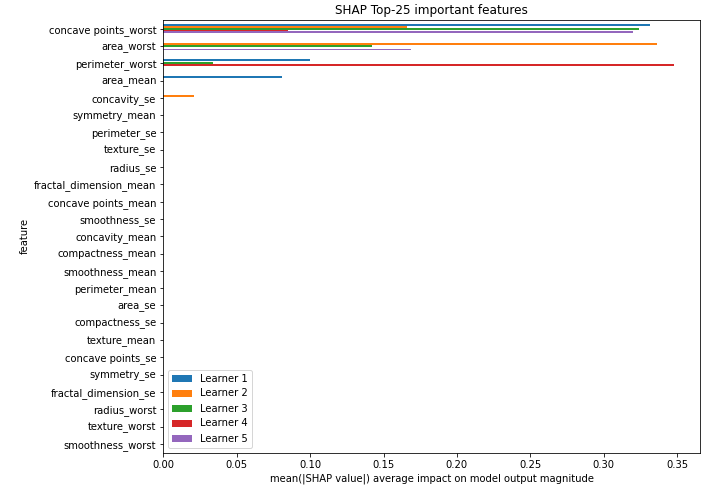 SHAP Top-25 important features
concave points_worst
area_worst
perimeter_worst
area_mean
concavity_se
symmetry_mean
perimeter_se
texture_se
radius_se
fractal_dimension_mean
concave points_mean
smoothness_se
concavity_mean
compactness_mean
smoothness_mean
perimeter_mean
area_se
compactness_se
texture_mean
concave points_se
symmetry_se
fractal_dimension_se
radius_worst
texture_worst
smoothness_worst
feature
Learner 1
Learner 2
Learner 3
Learner 4
Learner 5
0.00 0.05 0.10 0.15 0.20 0.25 0.30 0.35
mean(|SHAP value|) average impact on model output magnitude